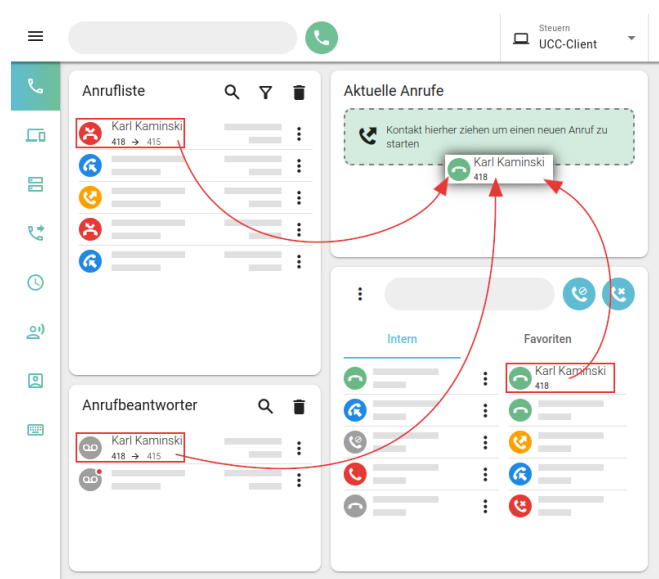 Steuern
UCC-Client
Anrufliste
Karl Kaminski
418 → 415
Aktuelle Anrufe
Kontakt hierher ziehen um einen neuen Anruf zu
starten
Karl Kaminski
418
Intern
Favoriten
Karl Kaminski
418
Anrufbeantworter
Karl Kaminski
418 → 415